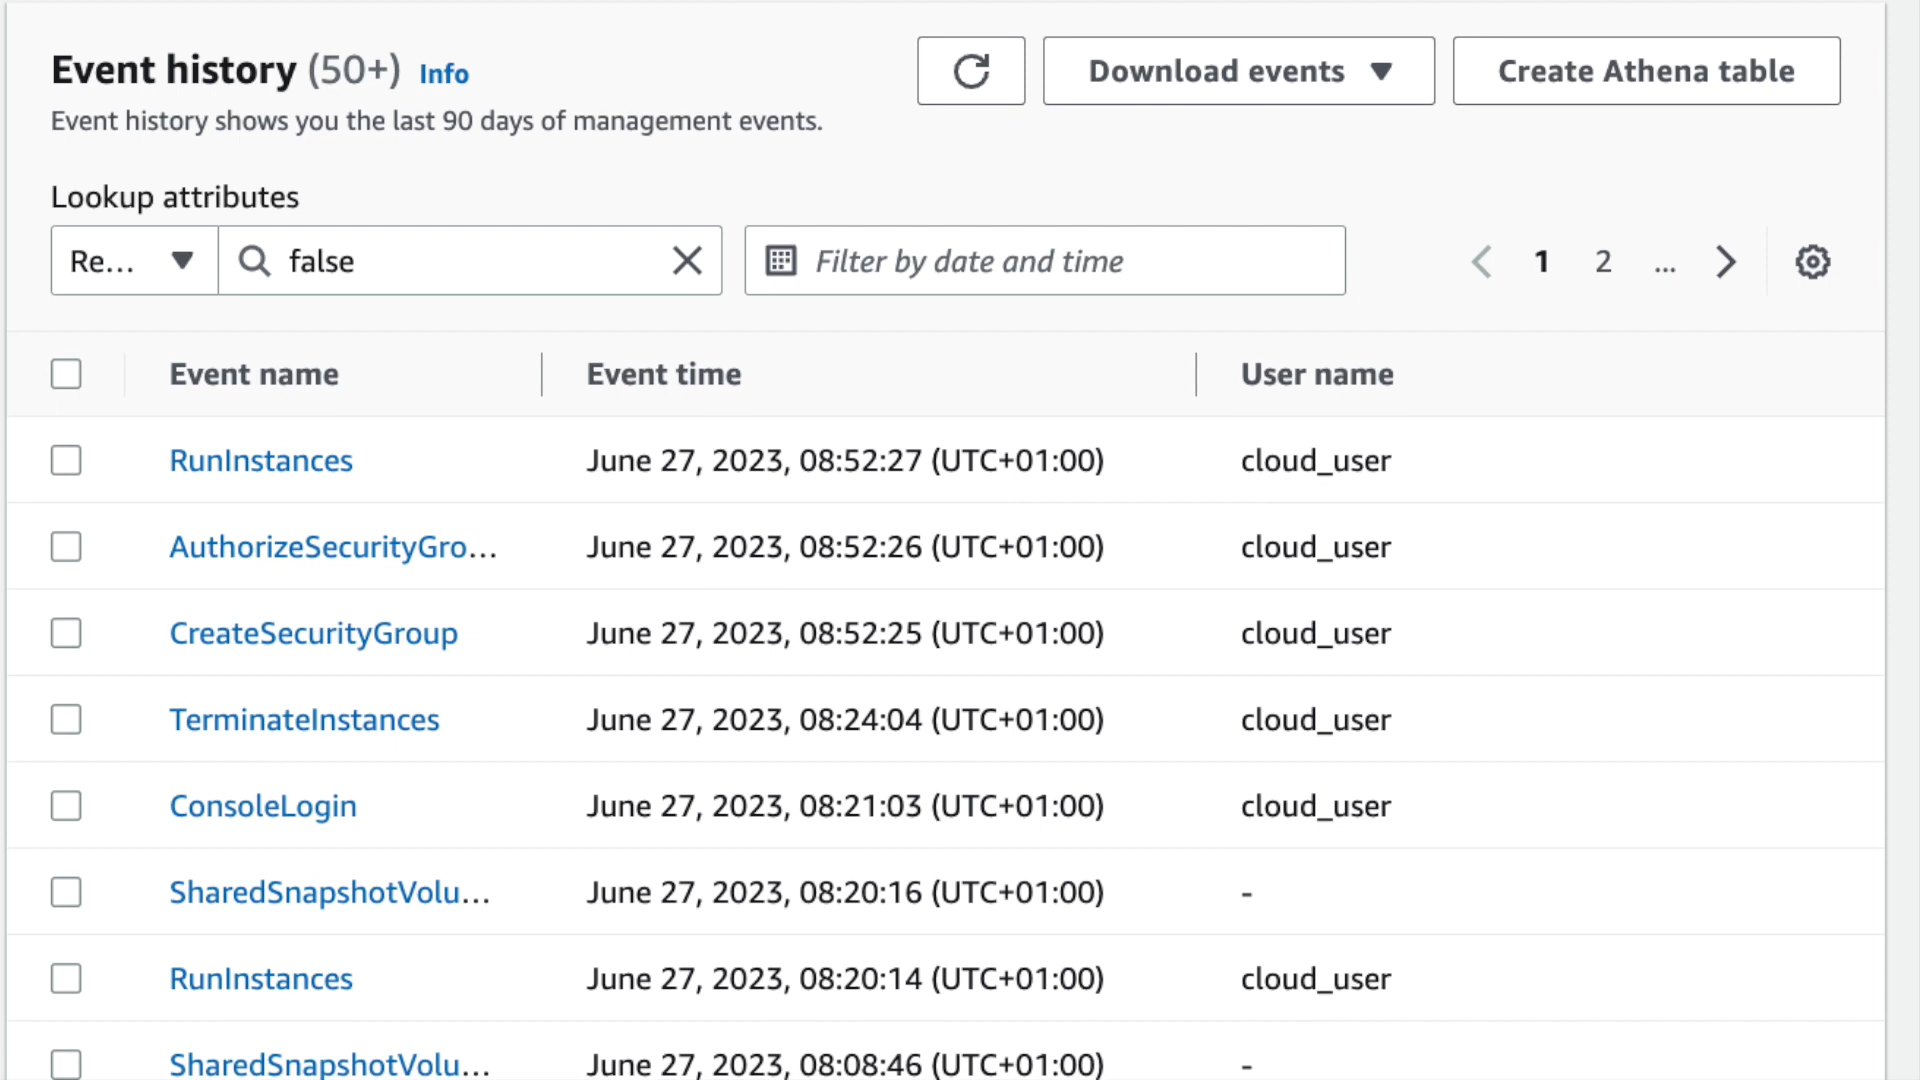 Event history (50+) Info
Download events
Create Athena table
Event history shows you the last 90 days of management events.
Lookup attributes
Re...
false
Filter by date and time
1 2 ...
Event name Event time User name
RunInstances June 27, 2023, 08:52:27 (UTC+01:00) cloud_user
AuthorizeSecurityGro... June 27, 2023, 08:52:26 (UTC+01:00) cloud_user
CreateSecurityGroup June 27, 2023, 08:52:25 (UTC+01:00) cloud_user
TerminateInstances June 27, 2023, 08:24:04 (UTC+01:00) cloud_user
ConsoleLogin June 27, 2023, 08:21:03 (UTC+01:00) cloud_user
SharedSnapshotVolu... June 27, 2023, 08:20:16 (UTC+01:00) -
RunInstances June 27, 2023, 08:20:14 (UTC+01:00) cloud_user
SharedSnapshotVolu... June 27, 2023, 08:08:46 (UTC+01:00) -